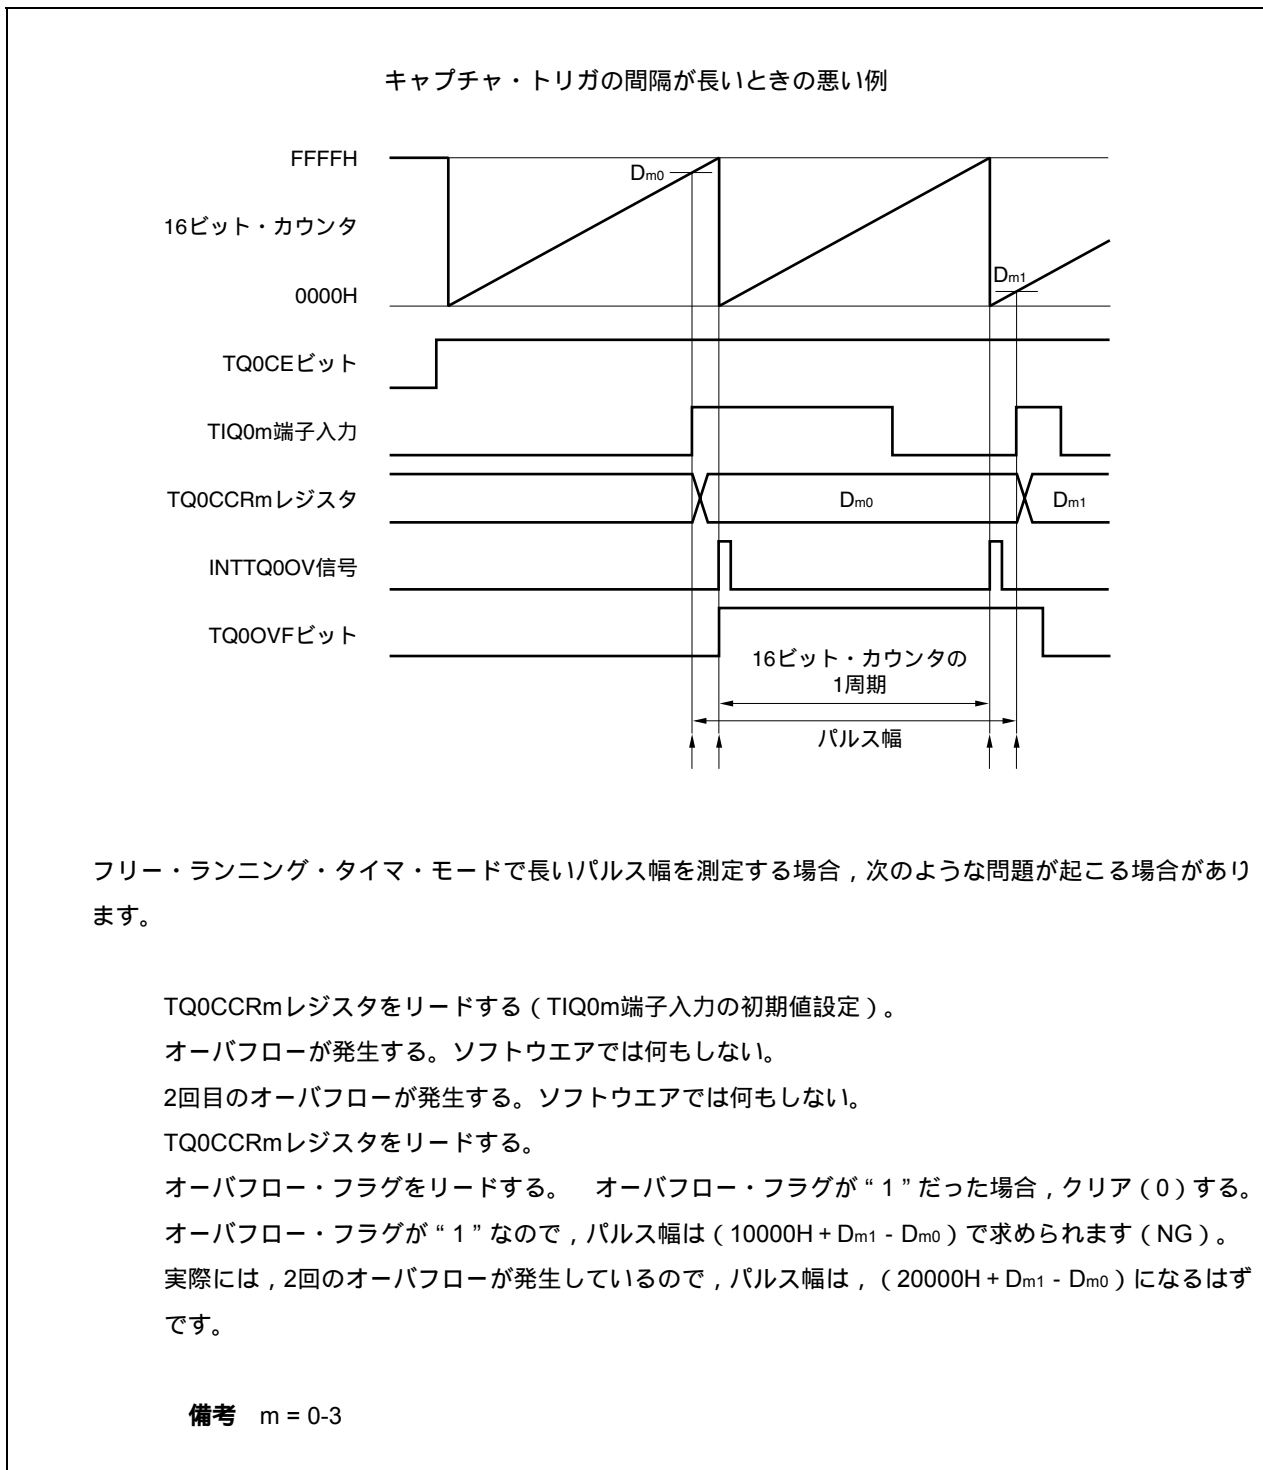 キャプチャ・トリガの間隔が長いときの悪い例
FFFFH
Dm0
16ビット・カウンタ
Dm1
0000H
TQ0CEビット
TIQ0m端子入力
TQ0CCRmレジスタ
Dm0
Dm1
INTTQ0OV信号
TQ0OVFビット
16ビット・カウンタの
1周期
パルス幅
フリー・ランニング・タイマ・モードで長いパルス幅を測定する場合，次のような問題が起こる場合があり
ます。
TQ0CCRmレジスタをリードする（TIQ0m端子入力の初期値設定）。
オーバフローが発生する。ソフトウエアでは何もしない。
2回目のオーバフローが発生する。ソフトウエアでは何もしない。
TQ0CCRmレジスタをリードする。
オーバフロー・フラグをリードする。　オーバフロー・フラグが“1”だった場合，クリア（0）する。
オーバフロー・フラグが“1”なので，パルス幅は（10000H + Dm1 - Dm0）で求められます（NG）。
実際には，2回のオーバフローが発生しているので，パルス幅は，（20000H + Dm1 - Dm0）になるはず
です。
備考　m = 0-3